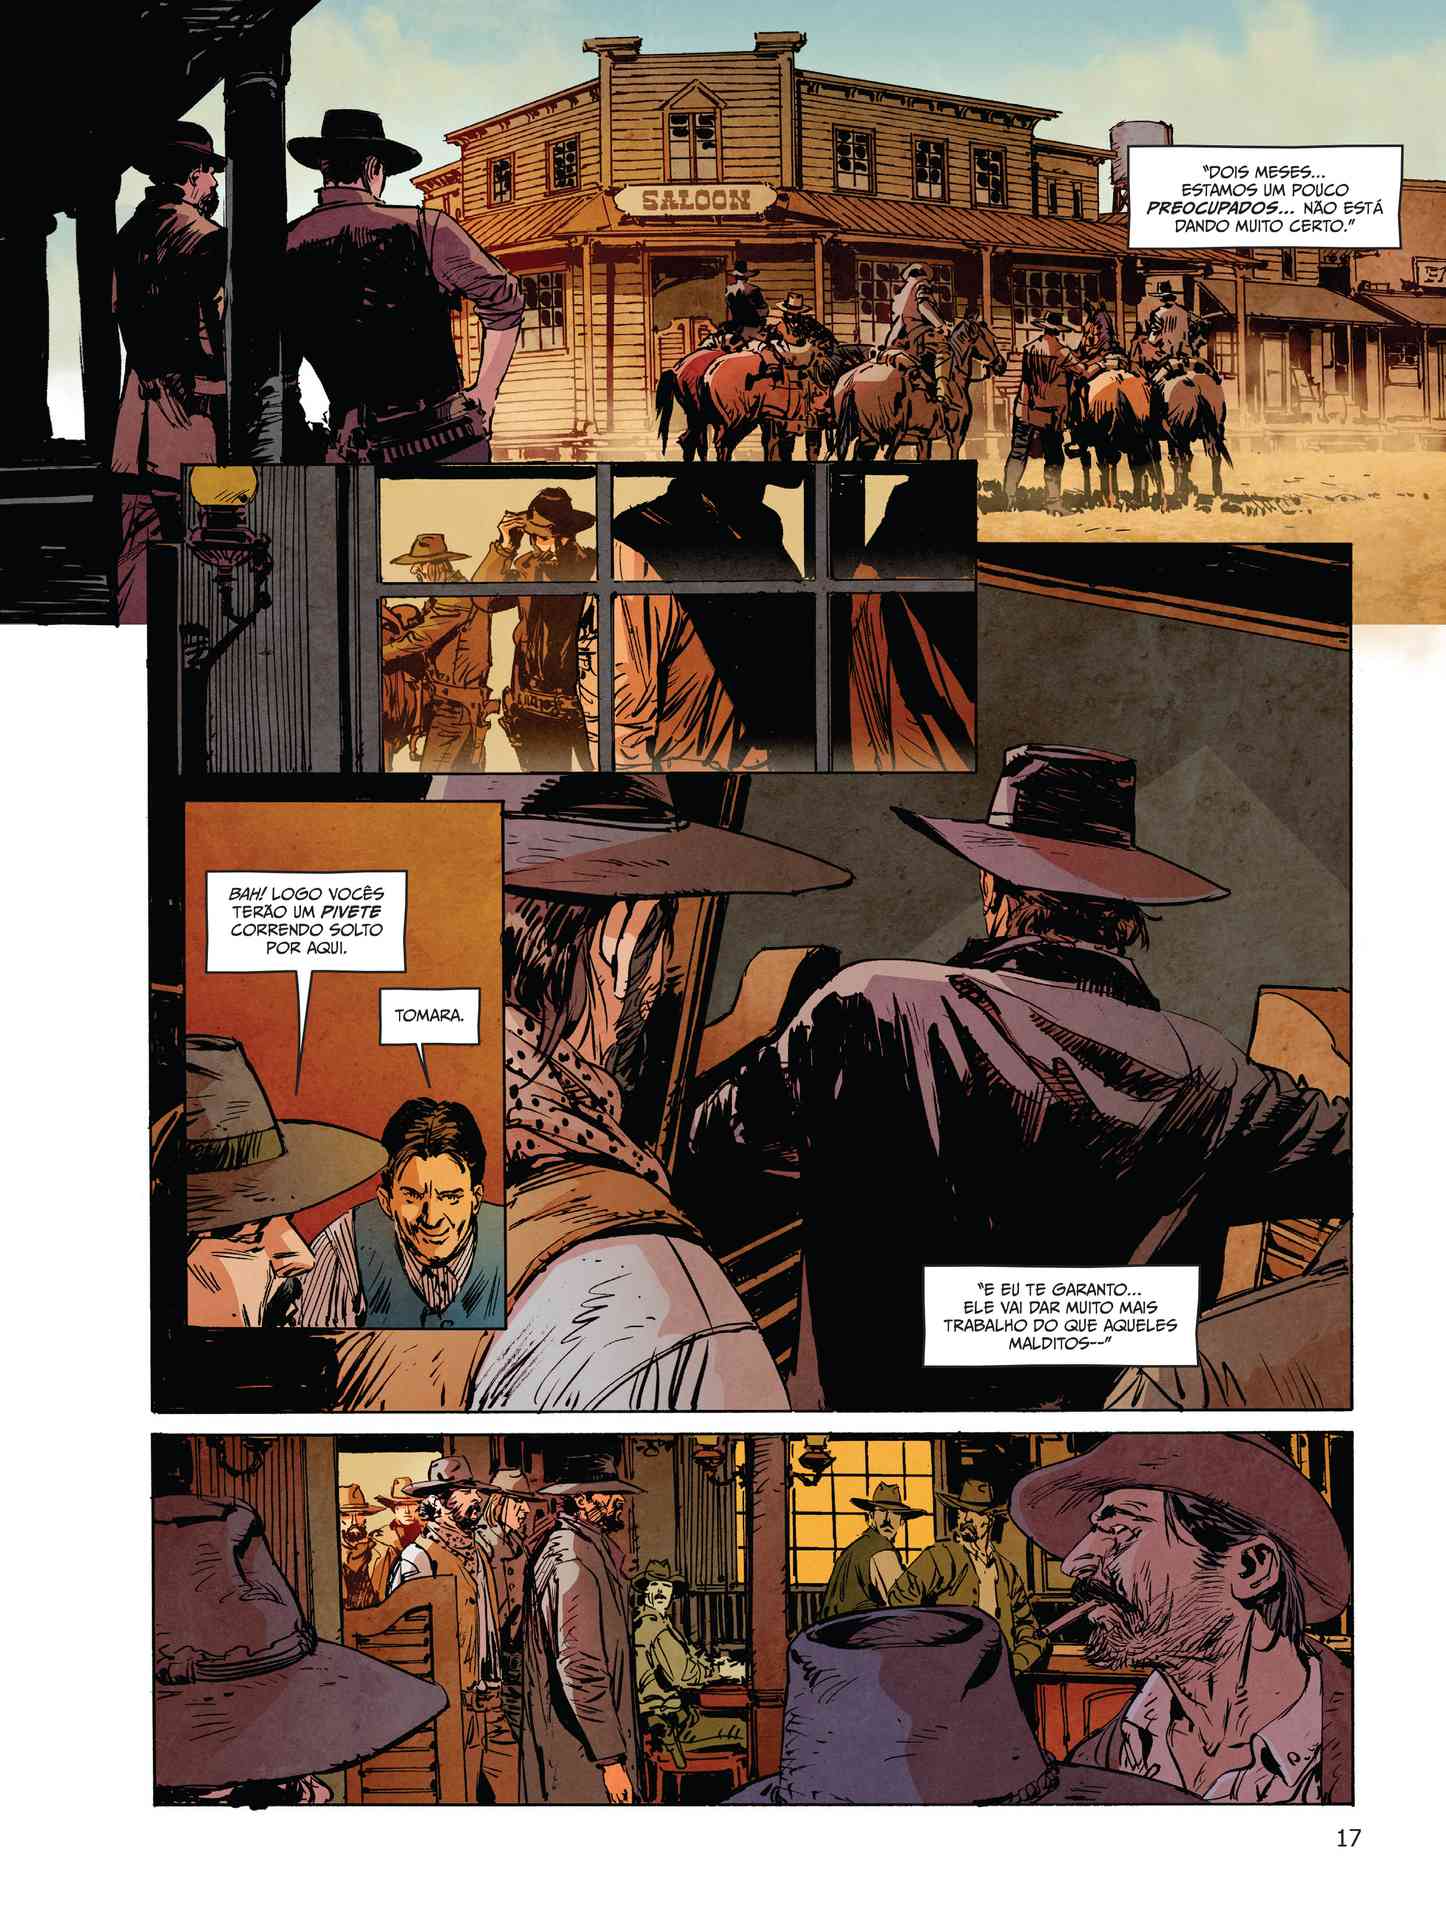 SALOON
"DOIS MESES...
ESTAMOS UM POUCO
PREOCUPADOS... NÃO ESTÁ
DANDO MUITO CERTO."
BAH! LOGO VOCÊS
TERÃO UM PIVETE
CORRENDO SOLTO
POR AQUI.
TOMARA.
"E EU TE GARANTO...
ELE VAI DAR MUITO MAIS
TRABALHO DO QUE AQUELES
MALDITOS--"
17